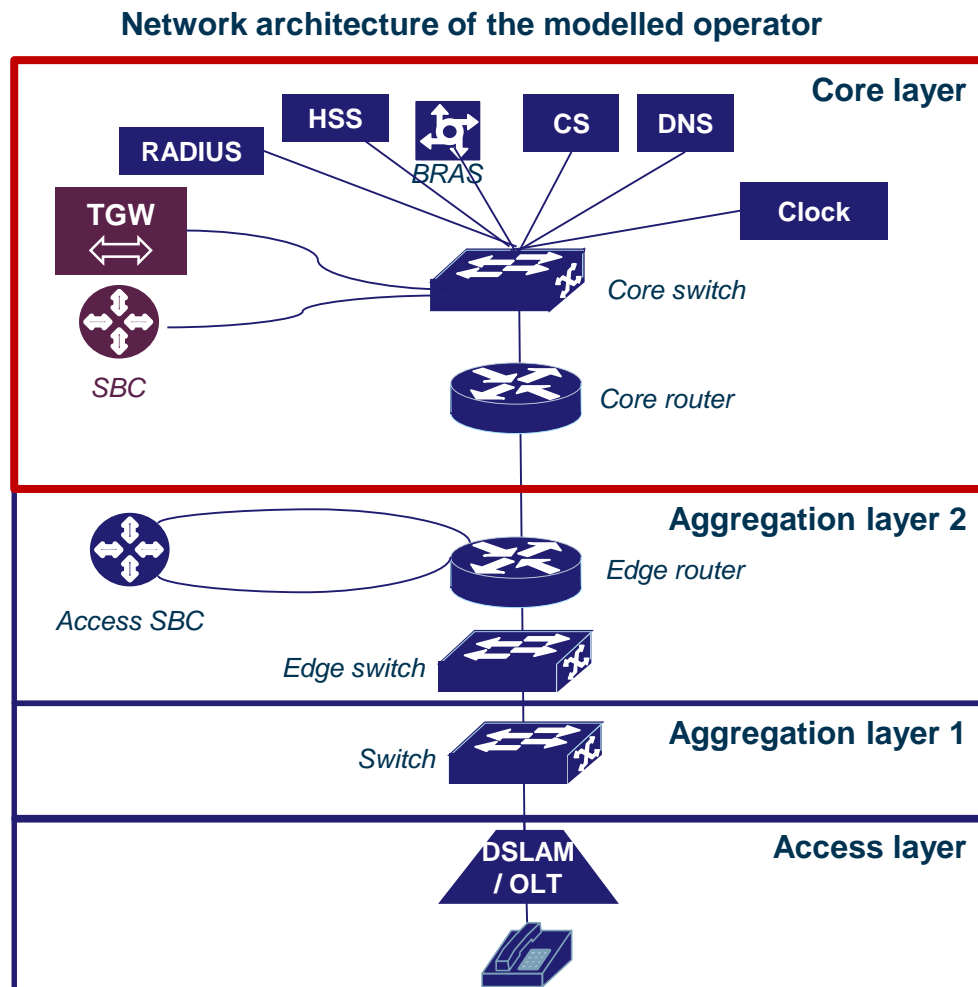 Network architecture of the modelled operator
Core layer
HSS
CS
DNS
RADIUS
BRAS
TGW
Clock
Core switch
SBC
Core router
Aggregation layer 2
Edge router
Access SBC
Edge switch
Aggregation layer 1
Switch
Access layer
DSLAM
/ OLT